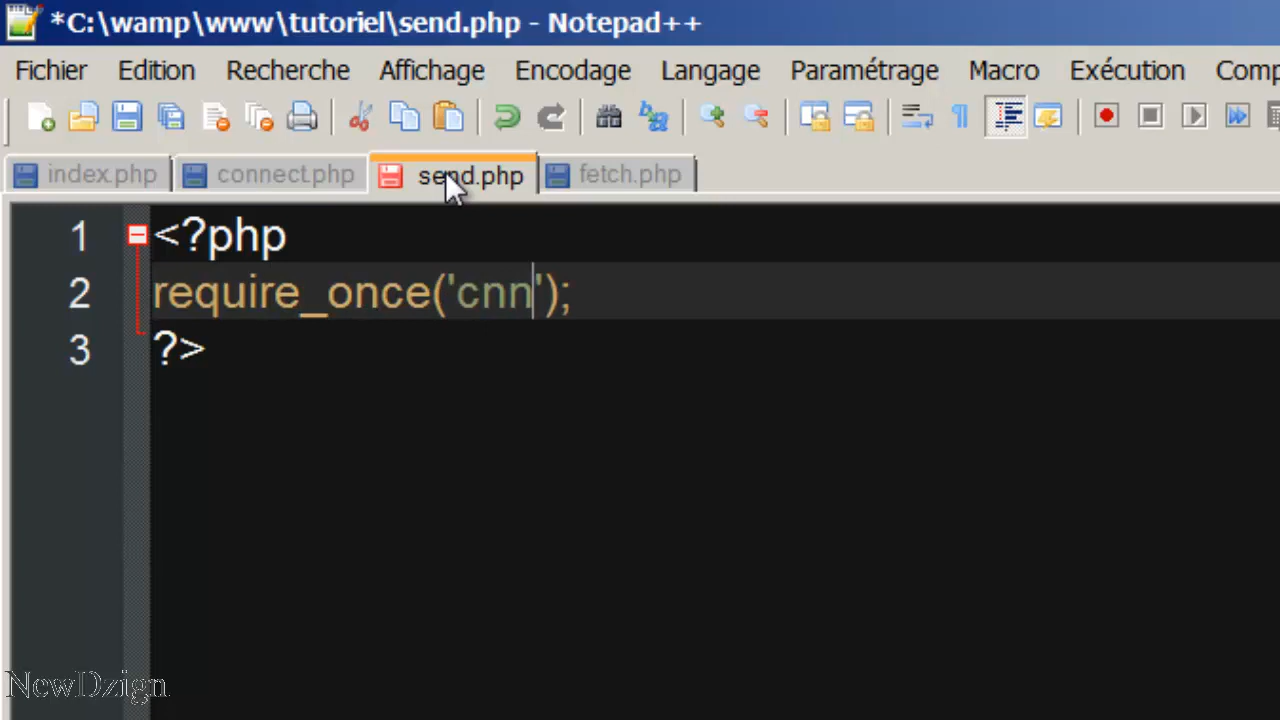 *C:\wamp\www\tutoriel\send.php - Notepad++
Fichier Edition Recherche Affichage Encodage Langage Paramétrage Macro Exécution Comp
index.php connect.php send.php fetch.php
1 <?php
2 require_once('cnn');
3 ?>
NewDzign